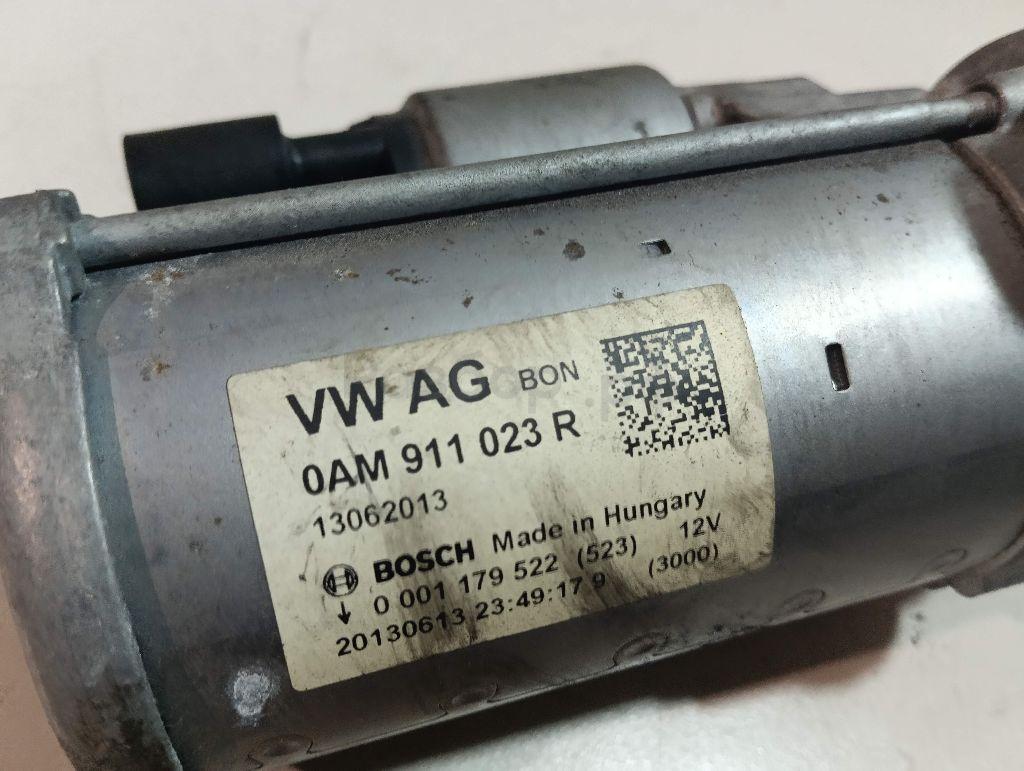 VW AG BON
0AM 911 023 R
13062013
BOSCH Made in Hungary
0 001 179 522 (523) 12V
20130613 23:49:17 9 (3000)